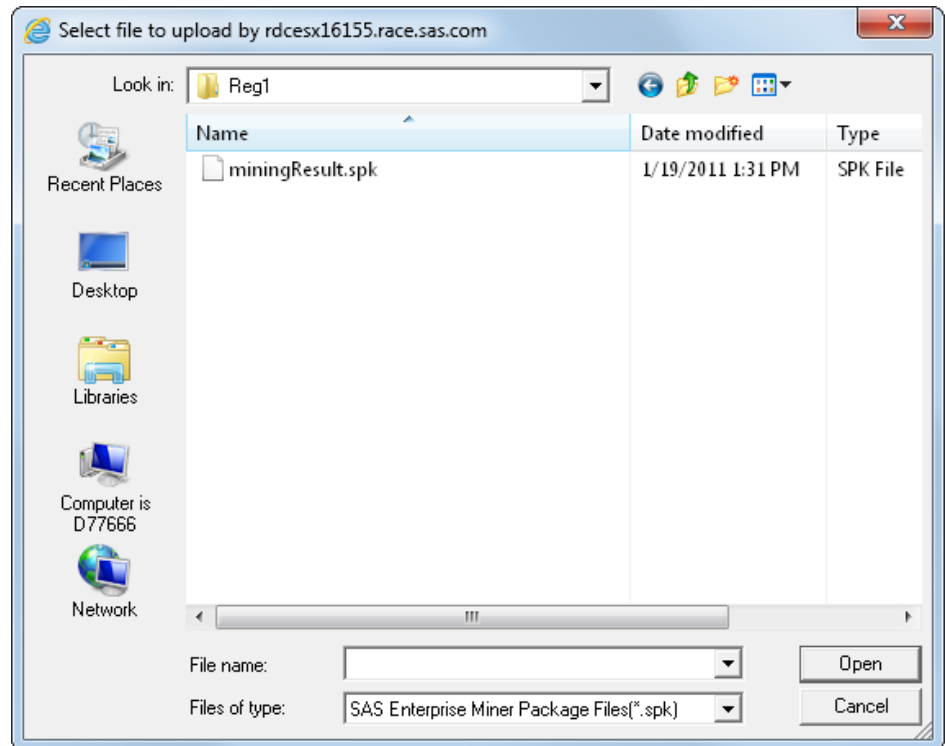 Select file to upload by rdcesx16155.race.sas.com
Look in: Reg1
Name Date modified Type
miningResult.spk 1/19/2011 1:31 PM SPK File
Recent Places
Desktop
Libraries
Computer is
D77666
Network
File name: Open
Files of type: SAS Enterprise Miner Package Files(*.spk) Cancel